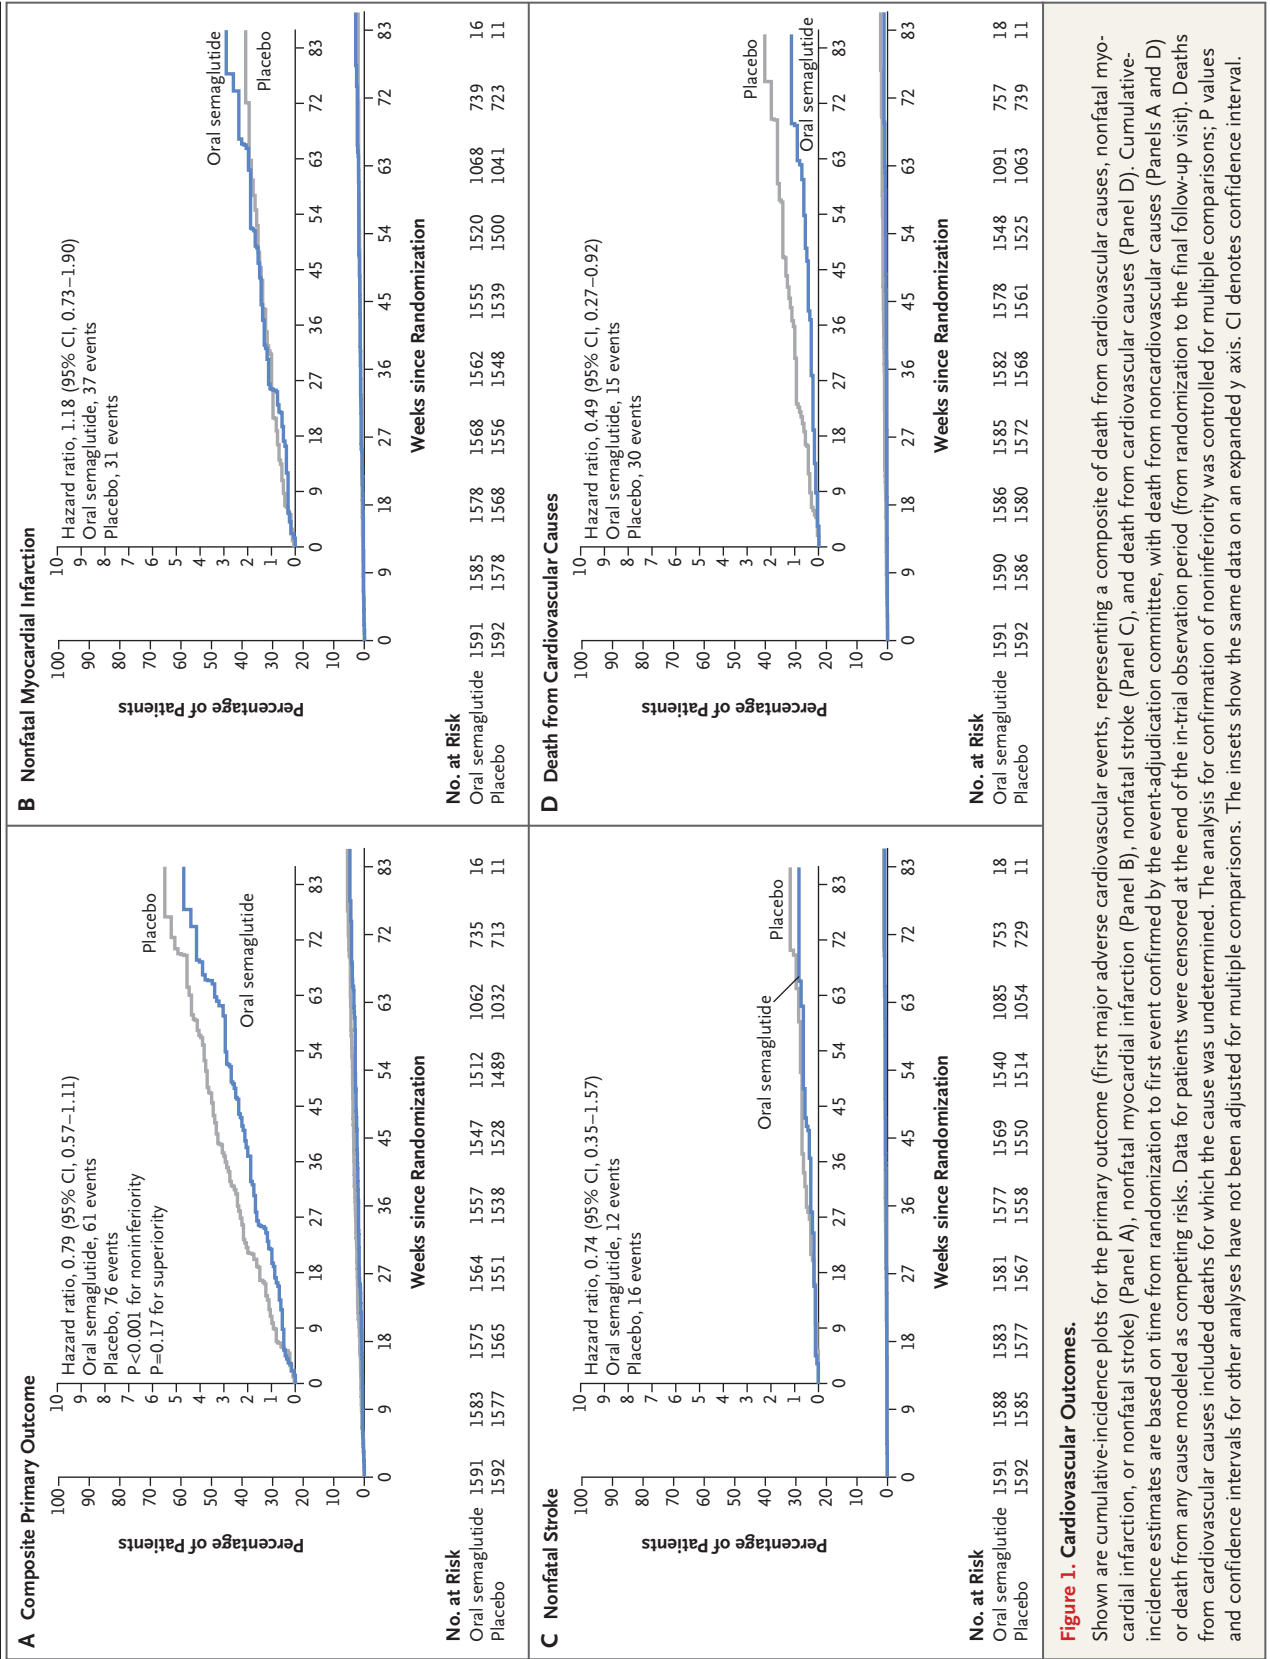 A Composite Primary Outcome
Percentage of Patients
100
90
80
70
60
50
40
30
20
10
0
10
9
8
7
6
5
4
3
2
1
0
Hazard ratio, 0.79 (95% CI, 0.57–1.11)
Oral semaglutide, 61 events
Placebo, 76 events
P<0.001 for noninferiority
P=0.17 for superiority
Placebo
Oral semaglutide
0 9 18 27 36 45 54 63 72 83
0 9 18 27 36 45 54 63 72 83
Weeks since Randomization
No. at Risk
Oral semaglutide 1591 1583 1575 1564 1557 1547 1512 1062 735 16
Placebo 1592 1577 1565 1551 1538 1528 1489 1032 713 11
B Nonfatal Myocardial Infarction
Percentage of Patients
100
90
80
70
60
50
40
30
20
10
0
10
9
8
7
6
5
4
3
2
1
0
Hazard ratio, 1.18 (95% CI, 0.73–1.90)
Oral semaglutide, 37 events
Placebo, 31 events
Oral semaglutide
Placebo
0 9 18 27 36 45 54 63 72 83
0 9 18 27 36 45 54 63 72 83
Weeks since Randomization
No. at Risk
Oral semaglutide 1591 1585 1578 1568 1562 1555 1520 1068 739 16
Placebo 1592 1578 1568 1556 1548 1539 1500 1041 723 11
C Nonfatal Stroke
Percentage of Patients
100
90
80
70
60
50
40
30
20
10
0
10
9
8
7
6
5
4
3
2
1
0
Hazard ratio, 0.74 (95% CI, 0.35–1.57)
Oral semaglutide, 12 events
Placebo, 16 events
Oral semaglutide
Placebo
0 9 18 27 36 45 54 63 72 83
0 9 18 27 36 45 54 63 72 83
Weeks since Randomization
No. at Risk
Oral semaglutide 1591 1588 1583 1581 1577 1569 1540 1085 753 18
Placebo 1592 1585 1577 1567 1558 1550 1514 1054 729 11
D Death from Cardiovascular Causes
Percentage of Patients
100
90
80
70
60
50
40
30
20
10
0
10
9
8
7
6
5
4
3
2
1
0
Hazard ratio, 0.49 (95% CI, 0.27–0.92)
Oral semaglutide, 15 events
Placebo, 30 events
Placebo
Oral semaglutide
0 9 18 27 36 45 54 63 72 83
0 9 18 27 36 45 54 63 72 83
Weeks since Randomization
No. at Risk
Oral semaglutide 1591 1590 1586 1585 1582 1578 1548 1091 757 18
Placebo 1592 1586 1580 1572 1568 1561 1525 1063 739 11
Figure 1. Cardiovascular Outcomes.
Shown are cumulative-incidence plots for the primary outcome (first major adverse cardiovascular events, representing a composite of death from cardiovascular causes, nonfatal myo-
cardial infarction, or nonfatal stroke) (Panel A), nonfatal myocardial infarction (Panel B), nonfatal stroke (Panel C), and death from cardiovascular causes (Panel D). Cumulative-
incidence estimates are based on time from randomization to first event confirmed by the event-adjudication committee, with death from noncardiovascular causes (Panels A and D)
or death from any cause modeled as competing risks. Data for patients were censored at the end of the in-trial observation period (from randomization to the final follow-up visit). Deaths
from cardiovascular causes included deaths for which the cause was undetermined. The analysis for confirmation of noninferiority was controlled for multiple comparisons; P values
and confidence intervals for other analyses have not been adjusted for multiple comparisons. The insets show the same data on an expanded y axis. CI denotes confidence interval.